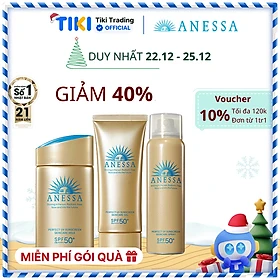 TIKI Tiki Trading
OFFICIAL
ANESSA
DUY NHẤT 22.12 - 25.12
Số 1
21
GIẢM 40%
Voucher
10% Tối đa 120k
Đơn từ 1tr1
ANESSA
SPF50+
ANESSA
SPF50+
ANESSA
SPF50+
MIỄN PHÍ GÓI QUÀ